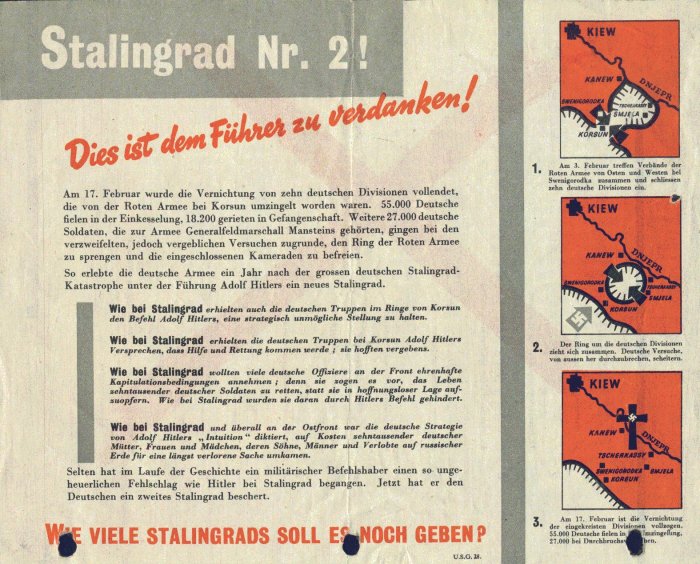 Stalingrad Nr. 2!
Dies ist dem Führer zu verdanken!
Am 17. Februar wurde die Vernichtung von zehn deutschen Divisionen vollendet,
die von der Roten Armee bei Korsun umzingelt worden waren. 55.000 Deutsche
fielen in der Einkesselung, 18.200 gerieten in Gefangenschaft. Weitere 27.000 deutsche
Soldaten, die zur Armee Generalfeldmarschall Mansteins gehörten, gingen bei den
verzweifelten, jedoch vergeblichen Versuchen zugrunde, den Ring der Roten Armee
zu sprengen und die eingeschlossenen Kameraden zu befreien.
So erlebte die deutsche Armee ein Jahr nach der grossen deutschen Stalingrad-
Katastrophe unter der Führung Adolf Hitlers ein neues Stalingrad.
Wie bei Stalingrad erhielten auch die deutschen Truppen im Ringe von Korsun
den Befehl Adolf Hitlers, eine strategisch unmögliche Stellung zu halten.
Wie bei Stalingrad erhielten die deutschen Truppen bei Korsun Adolf Hitlers
Versprechen, dass Hilfe und Rettung kommen werde ; sie hofften vergebens.
Wie bei Stalingrad wollten viele deutsche Offiziere an der Front ehrenhafte
Kapitulationsbedingungen annehmen ; denn sie zogen es vor, das Leben
zehntausender deutscher Soldaten zu retten, statt sie in hoffnungsloser Lage auf-
zuopfern. Wie bei Stalingrad wurden sie daran durch Hitlers Befehl gehindert.
Wie bei Stalingrad und überall an der Ostfront war die deutsche Strategie
von Adolf Hitlers „Intuition" diktiert, auf Kosten zehntausender deutscher
Mütter, Frauen und Mädchen, deren Söhne, Männer und Verlobte auf russischer
Erde für eine längst verlorene Sache umkamen.
Selten hat im Laufe der Geschichte ein militärischer Befehlshaber einen so unge-
heuerlichen Fehlschlag wie Hitler bei Stalingrad begangen. Jetzt hat er den
Deutschen ein zweites Stalingrad beschert.
WIE VIELE STALINGRADS SOLL ES NOCH GEBEN?
U.S.G. 28.
KIEW
KANEW
DNJEPR
SWENIGORODKA
TSCHERKASSY
SMJELA
KORSUN
1. Am 3. Februar treffen Verbände der
Roten Armee von Osten und Westen bei
Swenigorodka zusammen und schliessen
zehn deutsche Divisionen ein.
KIEW
KANEW
DNJEPR
SWENIGORODKA
TSCHERKASSY
SMJELA
KORSUN
2. Der Ring um die deutschen Divisionen
zieht sich zusammen. Deutsche Versuche,
von aussen her durchzubrechen, scheitern.
KIEW
KANEW
DNJEPR
TSCHERKASSY
SWENIGORODKA
SMJELA
KORSUN
3. Am 17. Februar ist die Vernichtung
der eingekreisten Divisionen vollzogen.
55.000 Deutsche fielen in Umzingelung,
27.000 bei